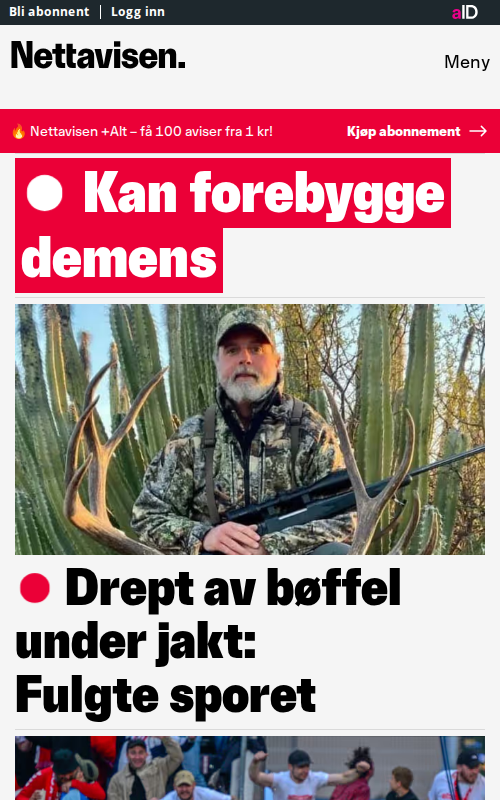 Bli abonnent
Logg inn
aID
Nettavisen.
Meny
🔥 Nettavisen +Alt – få 100 aviser fra 1 kr!
Kjøp abonnement →
Kan forebygge
demens
Drept av bøffel
under jakt:
Fulgte sporet